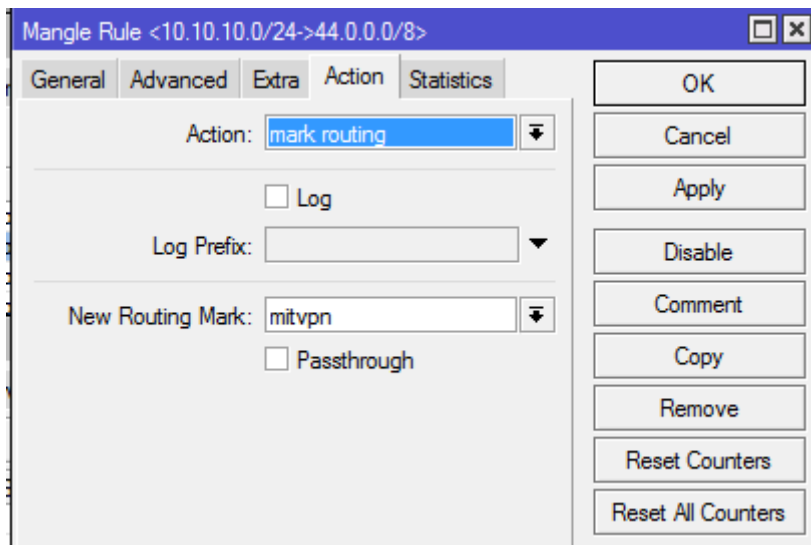 Mangle Rule <10.10.10.0/24->44.0.0.0/8>
General Advanced Extra Action Statistics
OK
Action: mark routing
Cancel
Log
Apply
Log Prefix:
Disable
New Routing Mark: mitvpn
Comment
Passthrough
Copy
Remove
Reset Counters
Reset All Counters